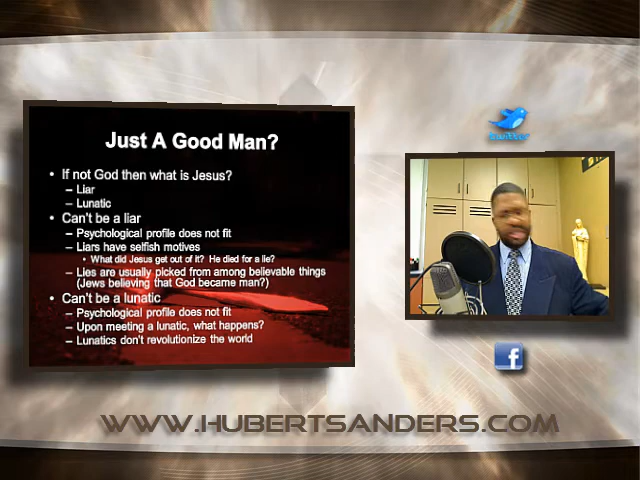 Just A Good Man?
• If not God then what is Jesus?
– Liar
– Lunatic
• Can't be a liar
– Psychological profile does not fit
– Liars have selfish motives
• What did Jesus get out of it? He died for a lie?
– Lies are usually picked from among believable things
(Jews believing that God became man?)
• Can't be a lunatic
– Psychological profile does not fit
– Upon meeting a lunatic, what happens?
– Lunatics don't revolutionize the world
twitter
f
WWW.HUBERTSANDERS.COM